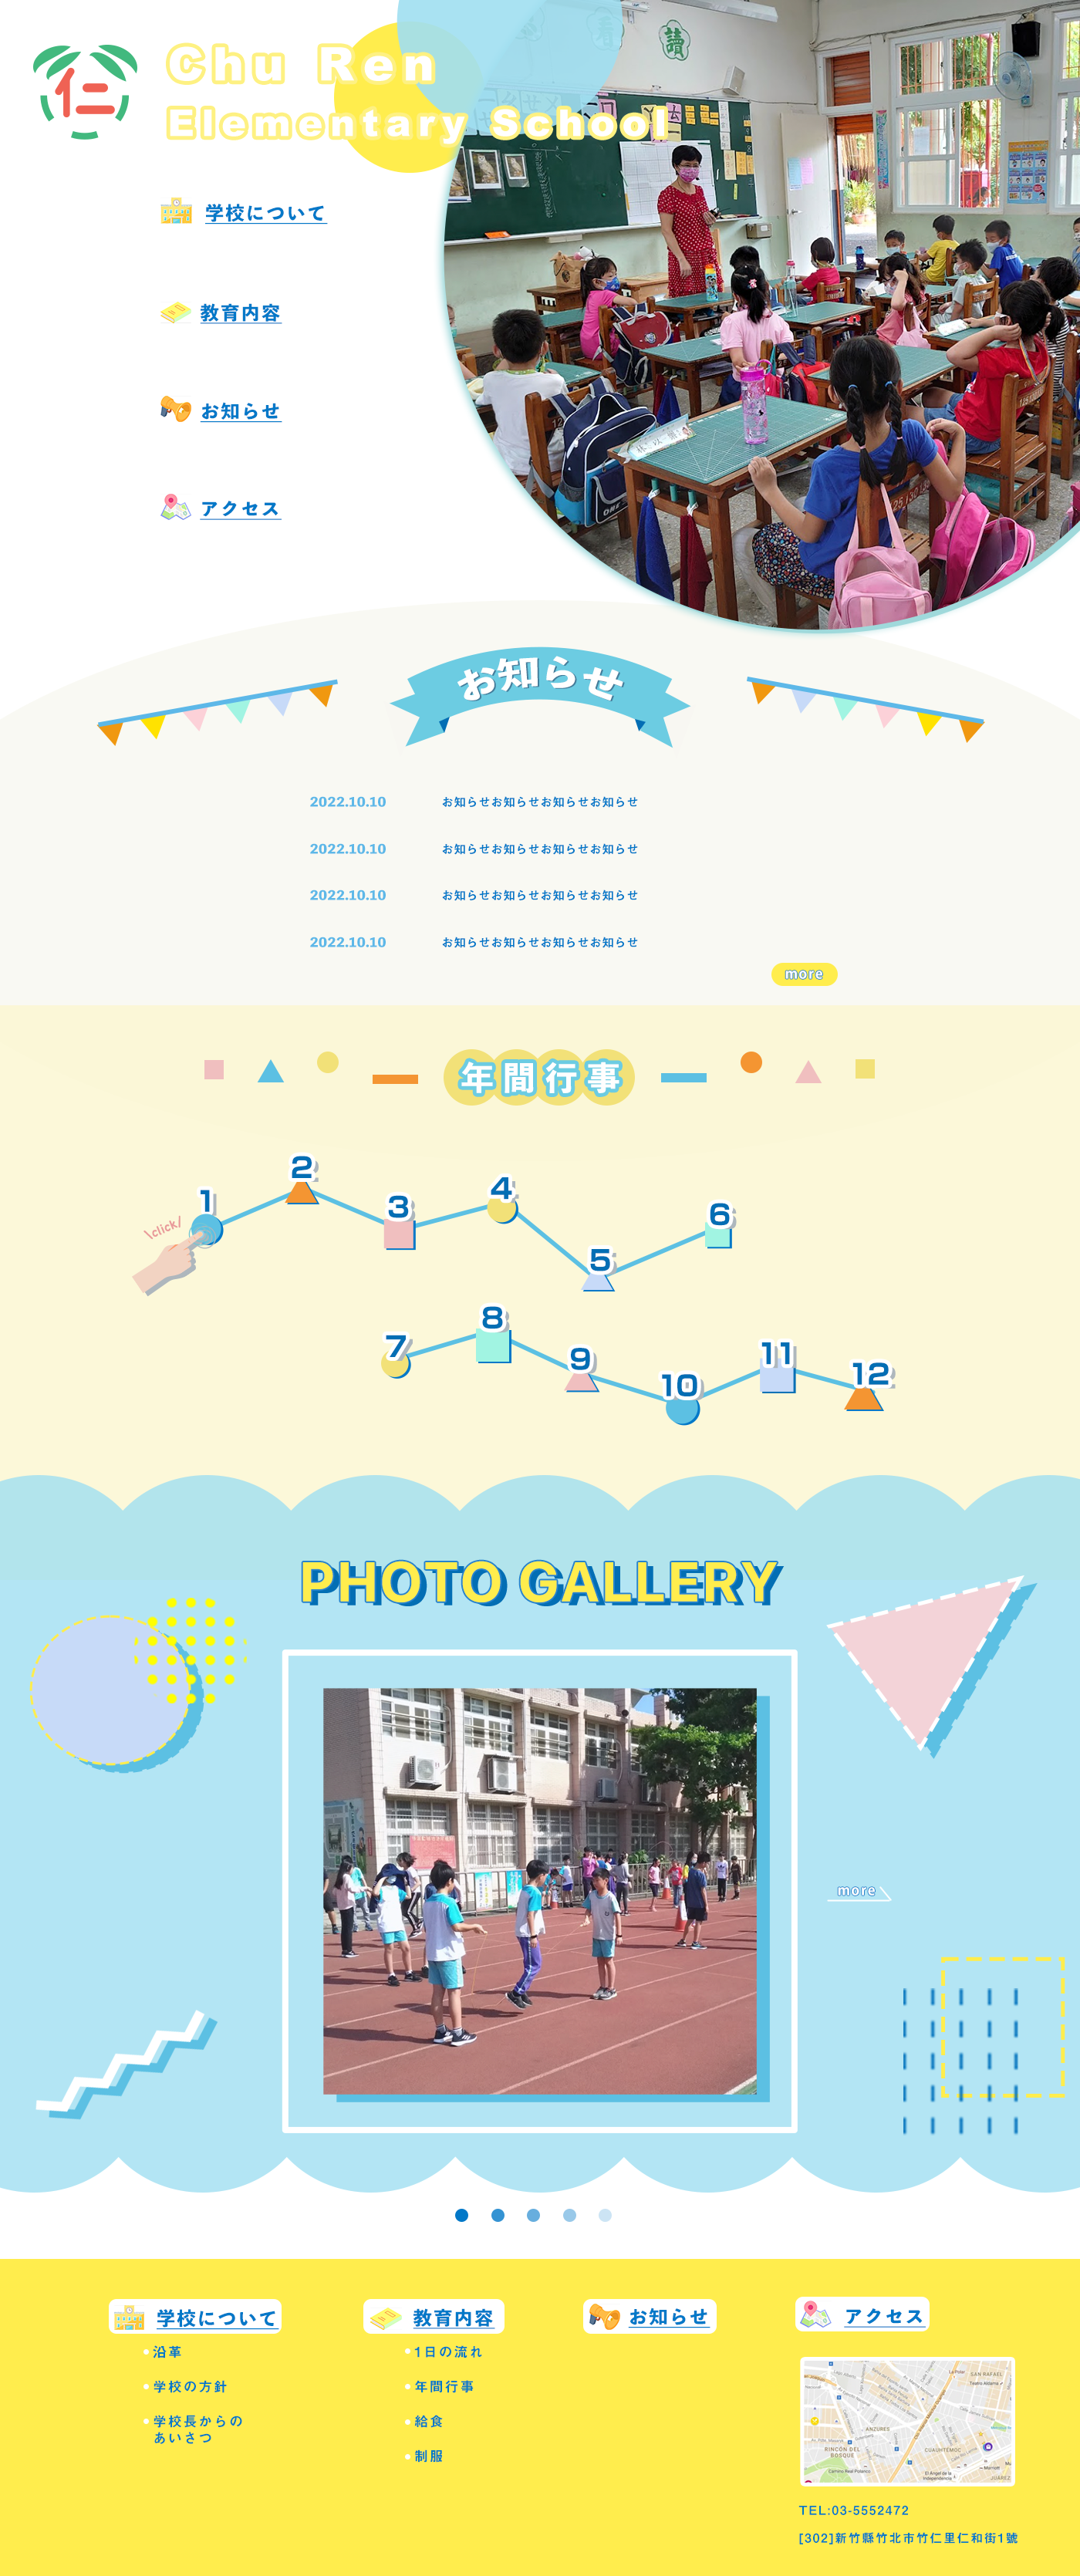 仁
Chu Ren
Elementary School
讀
学校について
教育内容
お知らせ
アクセス
お知らせ
2022.10.10 お知らせお知らせお知らせお知らせ
2022.10.10 お知らせお知らせお知らせお知らせ
2022.10.10 お知らせお知らせお知らせお知らせ
2022.10.10 お知らせお知らせお知らせお知らせ
more
年間行事
1
2
3
4
5
6
\click/
7
8
9
10
11
12
PHOTO GALLERY
more
学校について
沿革
学校の方針
学校長からの
あいさつ
教育内容
1日の流れ
年間行事
給食
制服
お知らせ
アクセス
SAN RAFAEL
ANZURES
RINCÓN DEL
BOSQUE
CUAUHTÉMOC
JUÁREZ
TEL:03-5552472
[302]新竹縣竹北市竹仁里仁和街1號